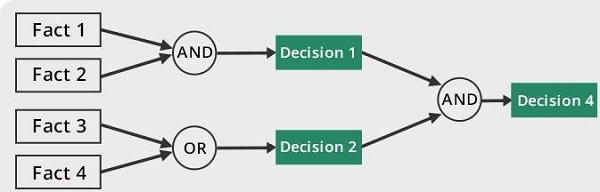 Fact 1
Fact 2
AND
Decision 1
Fact 3
Fact 4
OR
Decision 2
AND
Decision 4